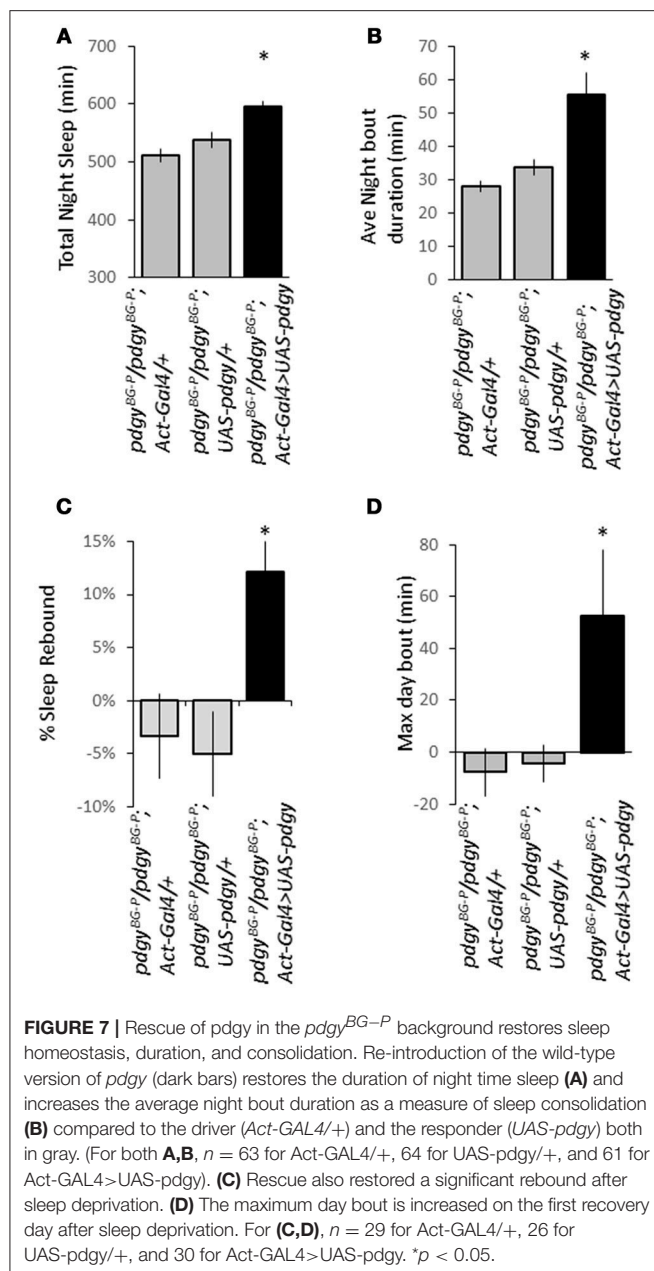 A
B
700
600
500
400
300
Total Night Sleep (min)
*
pdgy^BG-P/pdgy^BG-P;
Act-Gal4/+
pdgy^BG-P/pdgy^BG-P;
UAS-pdgy/+
pdgy^BG-P/pdgy^BG-P;
Act-Gal4>UAS-pdgy
70
60
50
40
30
20
10
0
Ave Night bout
duration (min)
*
pdgy^BG-P/pdgy^BG-P;
Act-Gal4/+
pdgy^BG-P/pdgy^BG-P;
UAS-pdgy/+
pdgy^BG-P/pdgy^BG-P;
Act-Gal4>UAS-pdgy
C
D
15%
10%
5%
0%
-5%
-10%
% Sleep Rebound
*
pdgy^BG-P/pdgy^BG-P;
Act-Gal4/+
pdgy^BG-P/pdgy^BG-P;
UAS-pdgy/+
pdgy^BG-P/pdgy^BG-P;
Act-Gal4>UAS-pdgy
80
60
40
20
0
-20
Max day bout (min)
*
pdgy^BG-P/pdgy^BG-P;
Act-Gal4/+
pdgy^BG-P/pdgy^BG-P;
UAS-pdgy/+
pdgy^BG-P/pdgy^BG-P;
Act-Gal4>UAS-pdgy
FIGURE 7 | Rescue of pdgy in the pdgy^BG–P background restores sleep
homeostasis, duration, and consolidation. Re-introduction of the wild-type
version of pdgy (dark bars) restores the duration of night time sleep (A) and
increases the average night bout duration as a measure of sleep consolidation
(B) compared to the driver (Act-GAL4/+) and the responder (UAS-pdgy) both
in gray. (For both A,B, n = 63 for Act-GAL4/+, 64 for UAS-pdgy/+, and 61 for
Act-GAL4>UAS-pdgy). (C) Rescue also restored a significant rebound after
sleep deprivation. (D) The maximum day bout is increased on the first recovery
day after sleep deprivation. For (C,D), n = 29 for Act-GAL4/+, 26 for
UAS-pdgy/+, and 30 for Act-GAL4>UAS-pdgy. *p < 0.05.